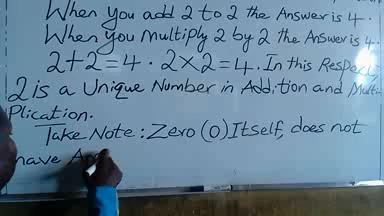 When you add 2 to 2 the Answer is 4.
When you Multiply 2 by 2 the Answer is 4.
2+2=4. 2×2=4. In this Respect
2 is a Unique Number in Addition and Multi-
Plication.
Take Note: Zero (0) Itself, does not
have